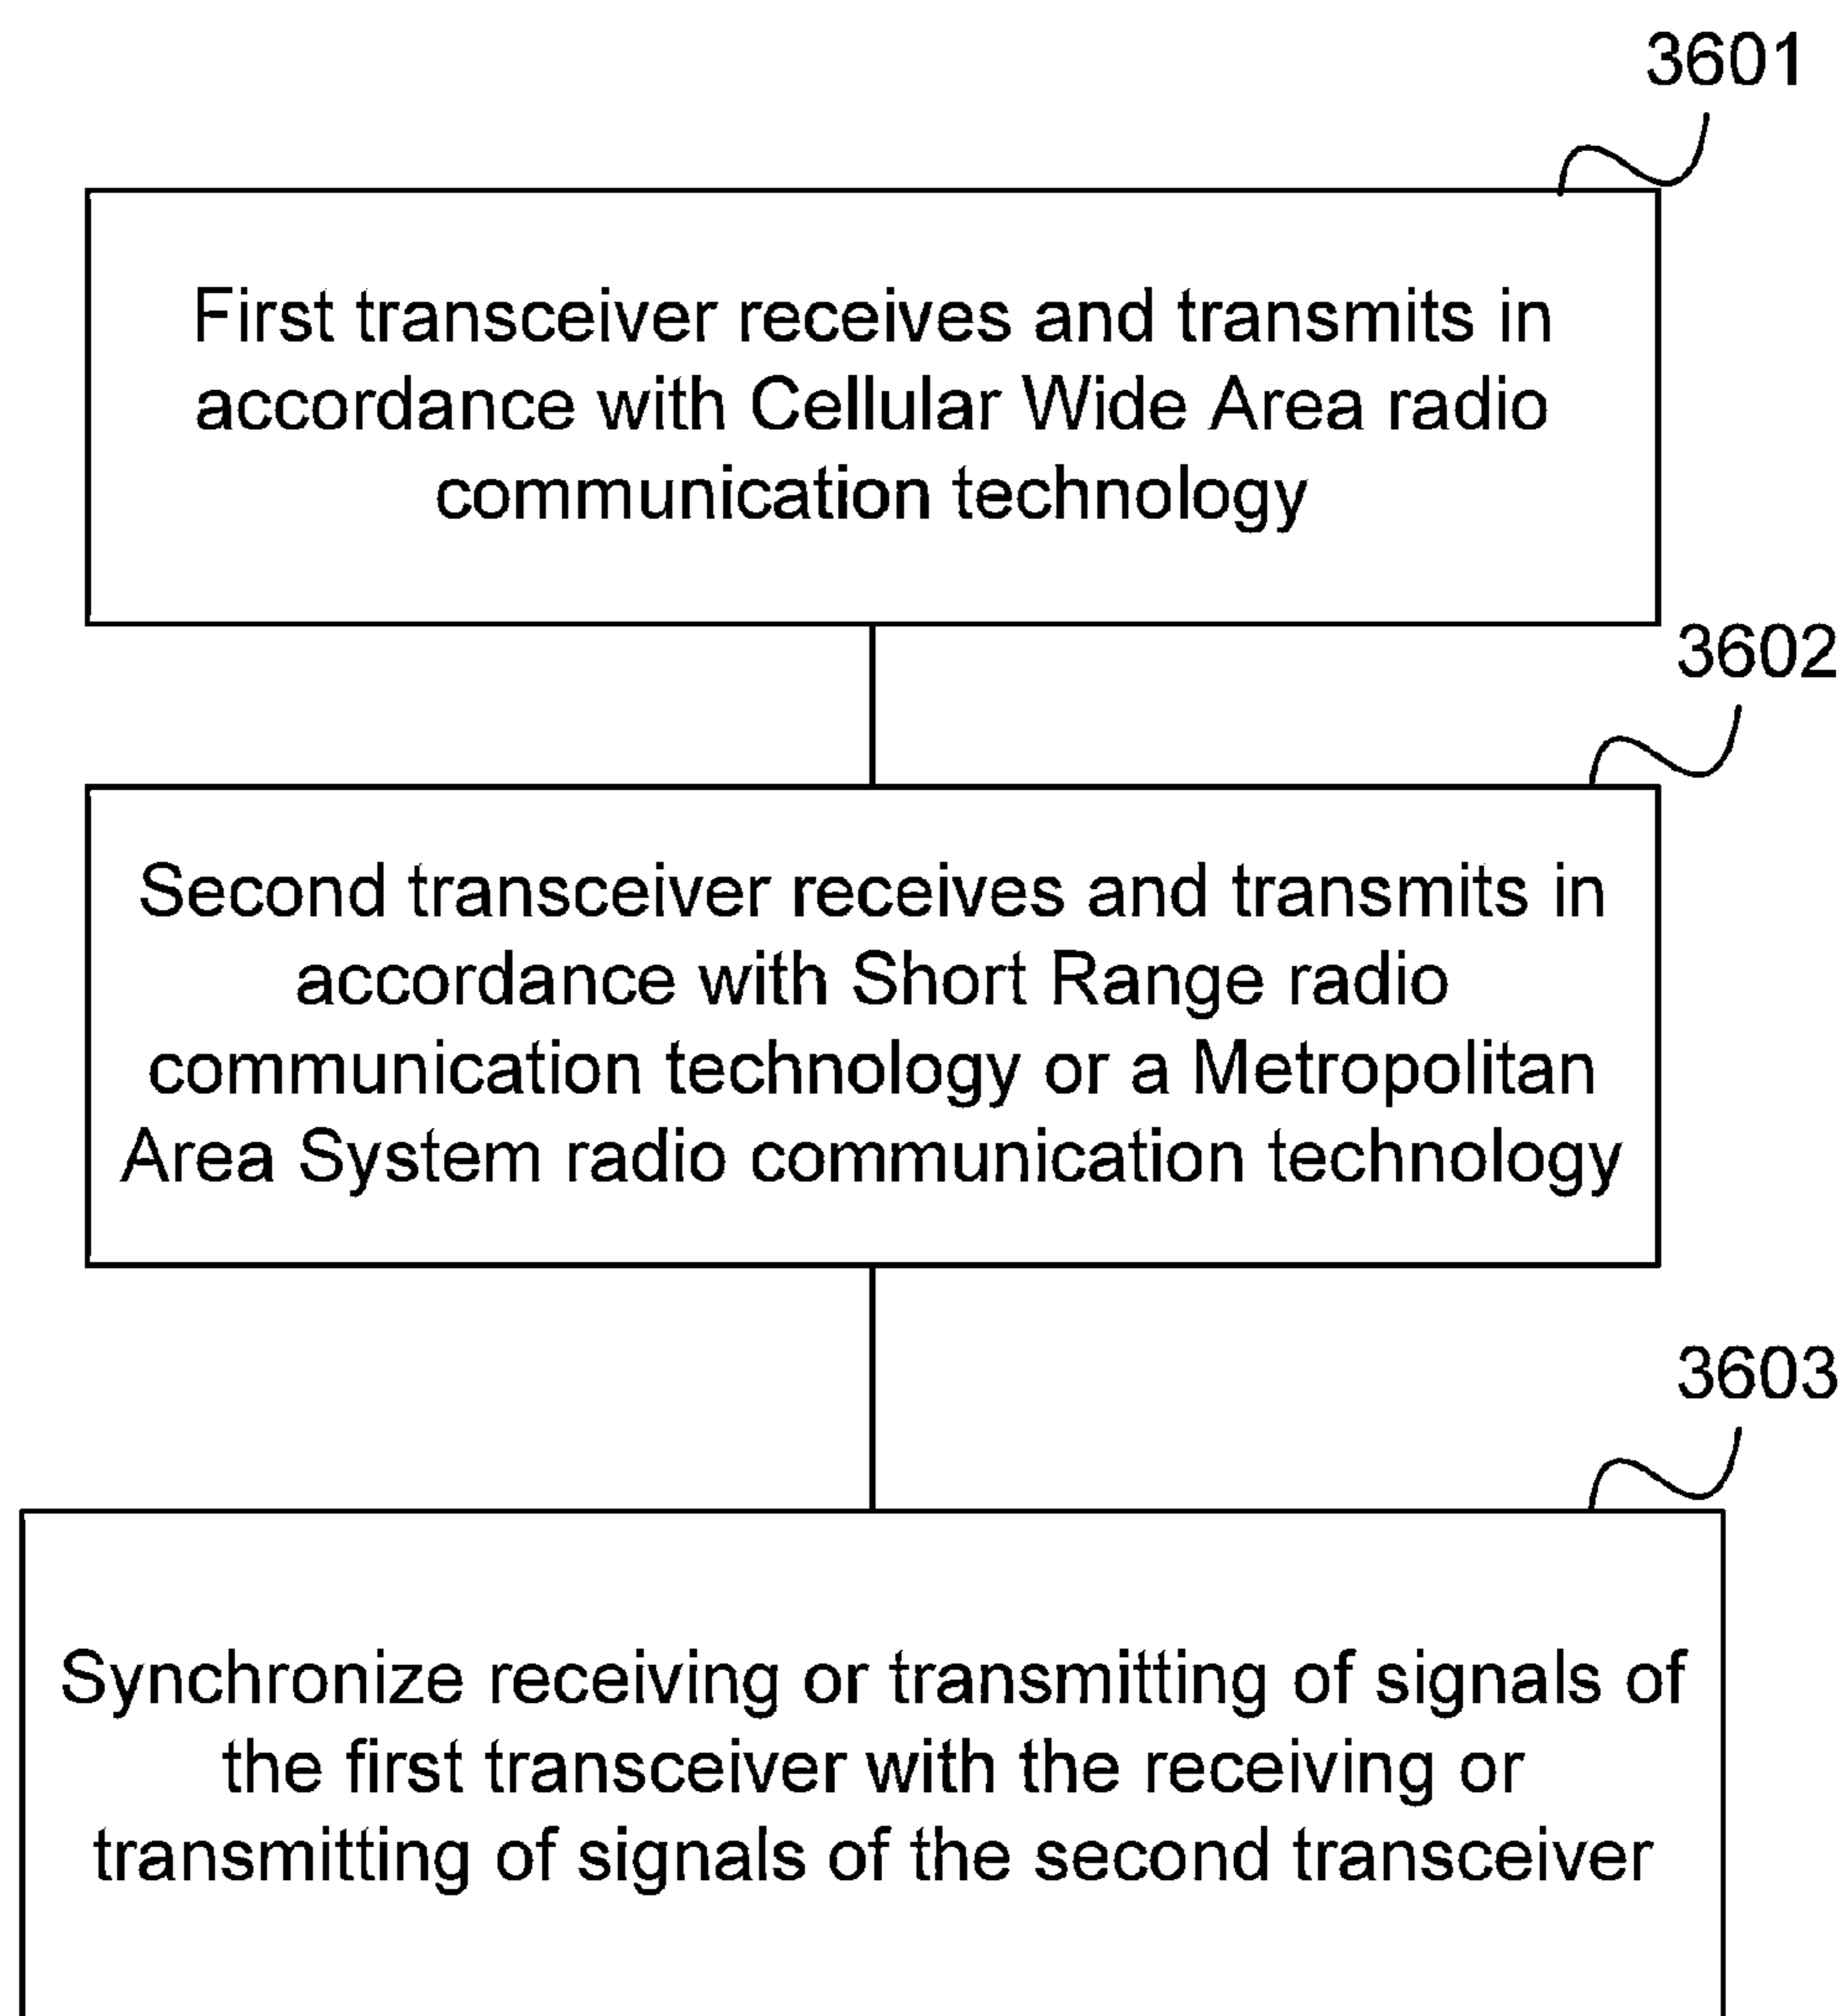 3601
First transceiver receives and transmits in
accordance with Cellular Wide Area radio
communication technology
3602
Second transceiver receives and transmits in
accordance with Short Range radio
communication technology or a Metropolitan
Area System radio communication technology
3603
Synchronize receiving or transmitting of signals of
the first transceiver with the receiving or
transmitting of signals of the second transceiver